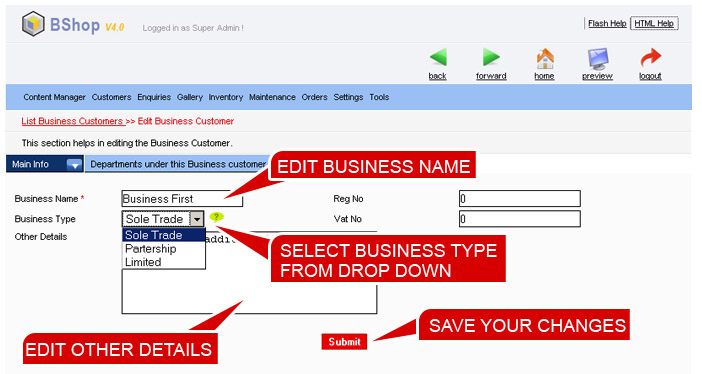 BShop V4.0
Logged in as Super Admin !
Flash Help
HTML Help
back forward home preview logout
Content Manager Customers Enquiries Gallery Inventory Maintenance Orders Settings Tools
List Business Customers >> Edit Business Customer
This section helps in editing the Business Customer.
Main Info Departments under this Business customer
EDIT BUSINESS NAME
Business Name * Business First Reg No 0
Business Type Sole Trade ? Vat No 0
Other Details
Sole Trade
Partership
Limited
addit
SELECT BUSINESS TYPE
FROM DROP DOWN
EDIT OTHER DETAILS
Submit
SAVE YOUR CHANGES